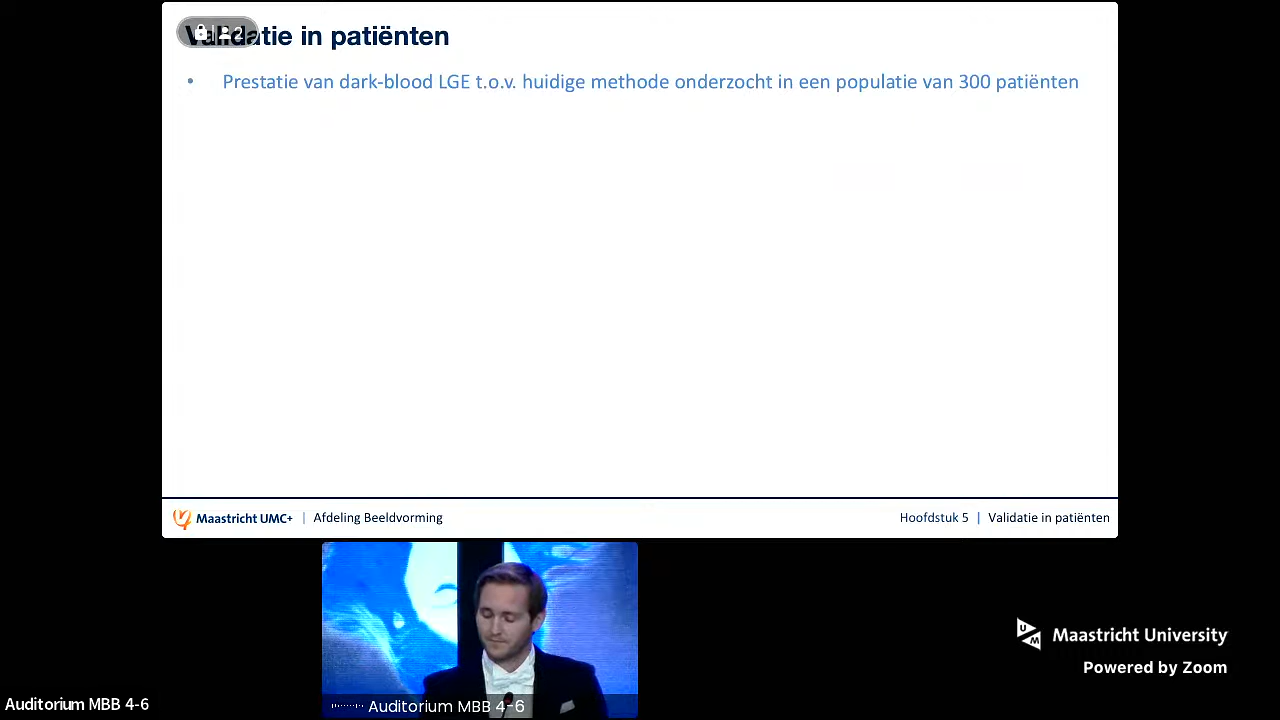 Validatie in patiënten
2
• Prestatie van dark-blood LGE t.o.v. huidige methode onderzocht in een populatie van 300 patiënten
Maastricht UMC+ | Afdeling Beeldvorming
Hoofdstuk 5 | Validatie in patiënten
UM Maastricht University
Powered by Zoom
Auditorium MBB 4-6
Auditorium MBB 4-6